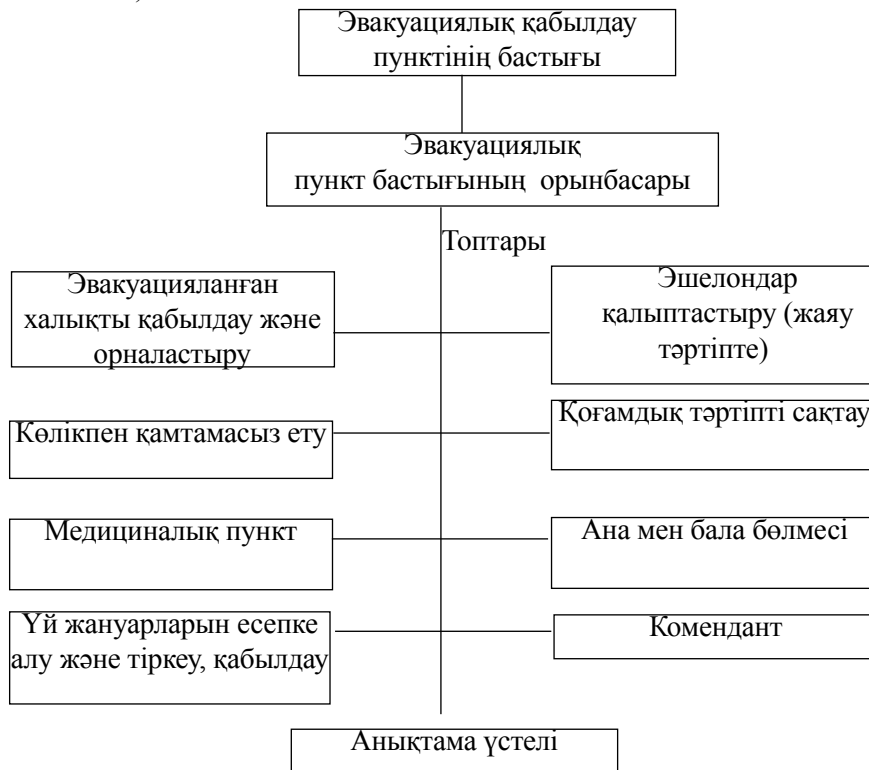 Эвакуациялық қабылдау
пунктінің бастығы
Эвакуациялық
пункт бастығының орынбасары
Топтары
Эвакуацияланған
халықты қабылдау және
орналастыру
Эшелондар
қалыптастыру (жаяу
тәртіпте)
Көлікпен қамтамасыз ету
Қоғамдық тәртіпті сақтау
Медициналық пункт
Ана мен бала бөлмесі
Үй жануарларын есепке
алу және тіркеу, қабылдау
Комендант
Анықтама үстелі